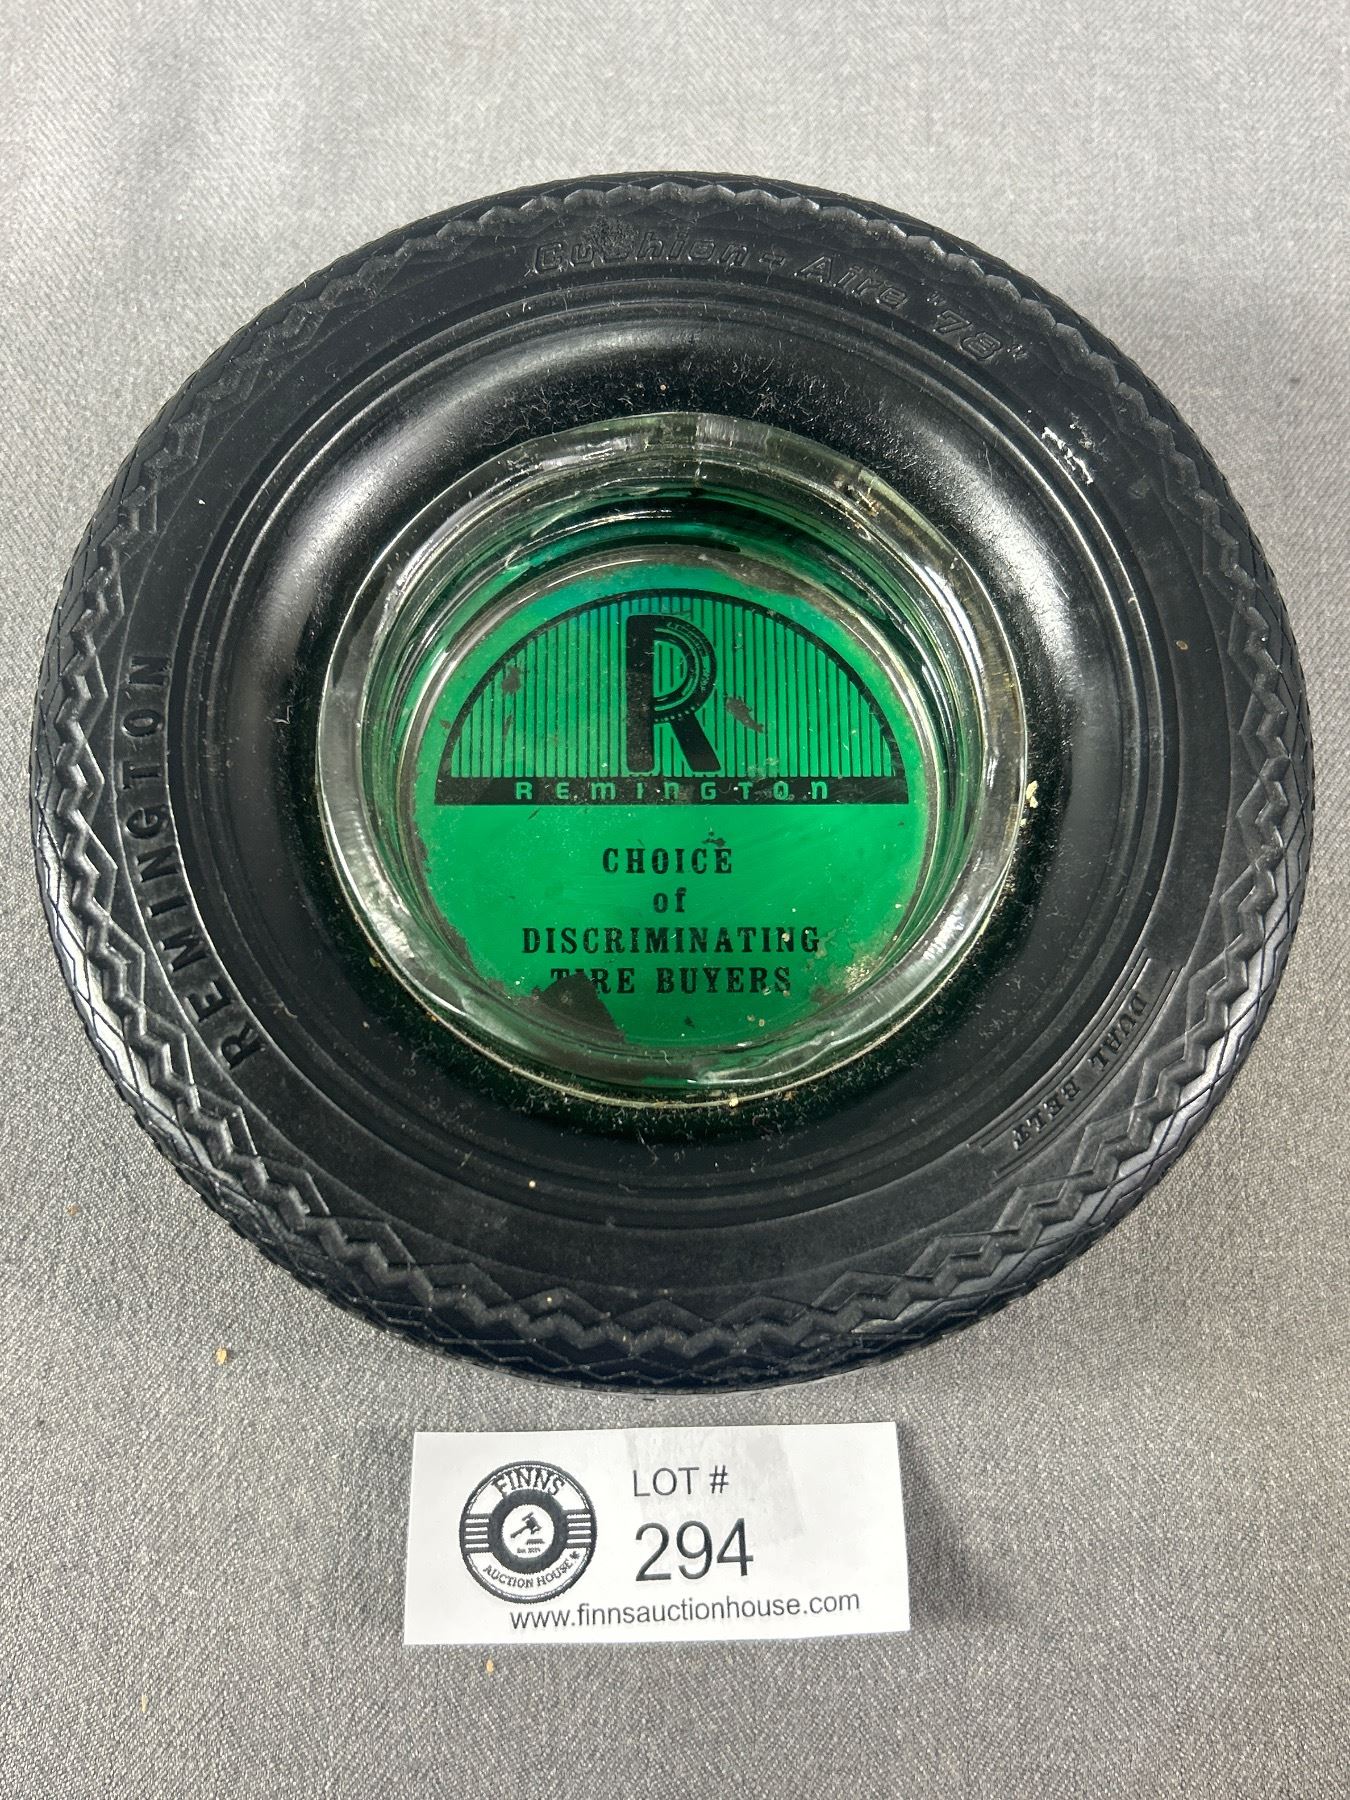 Cushion-Aire "78"
REMINGTON
DUAL BELT
R
REMINGTON
CHOICE
of
DISCRIMINATING
TIRE BUYERS
FINNS
AUCTION HOUSE
LOT #
294
www.finnsauctionhouse.com